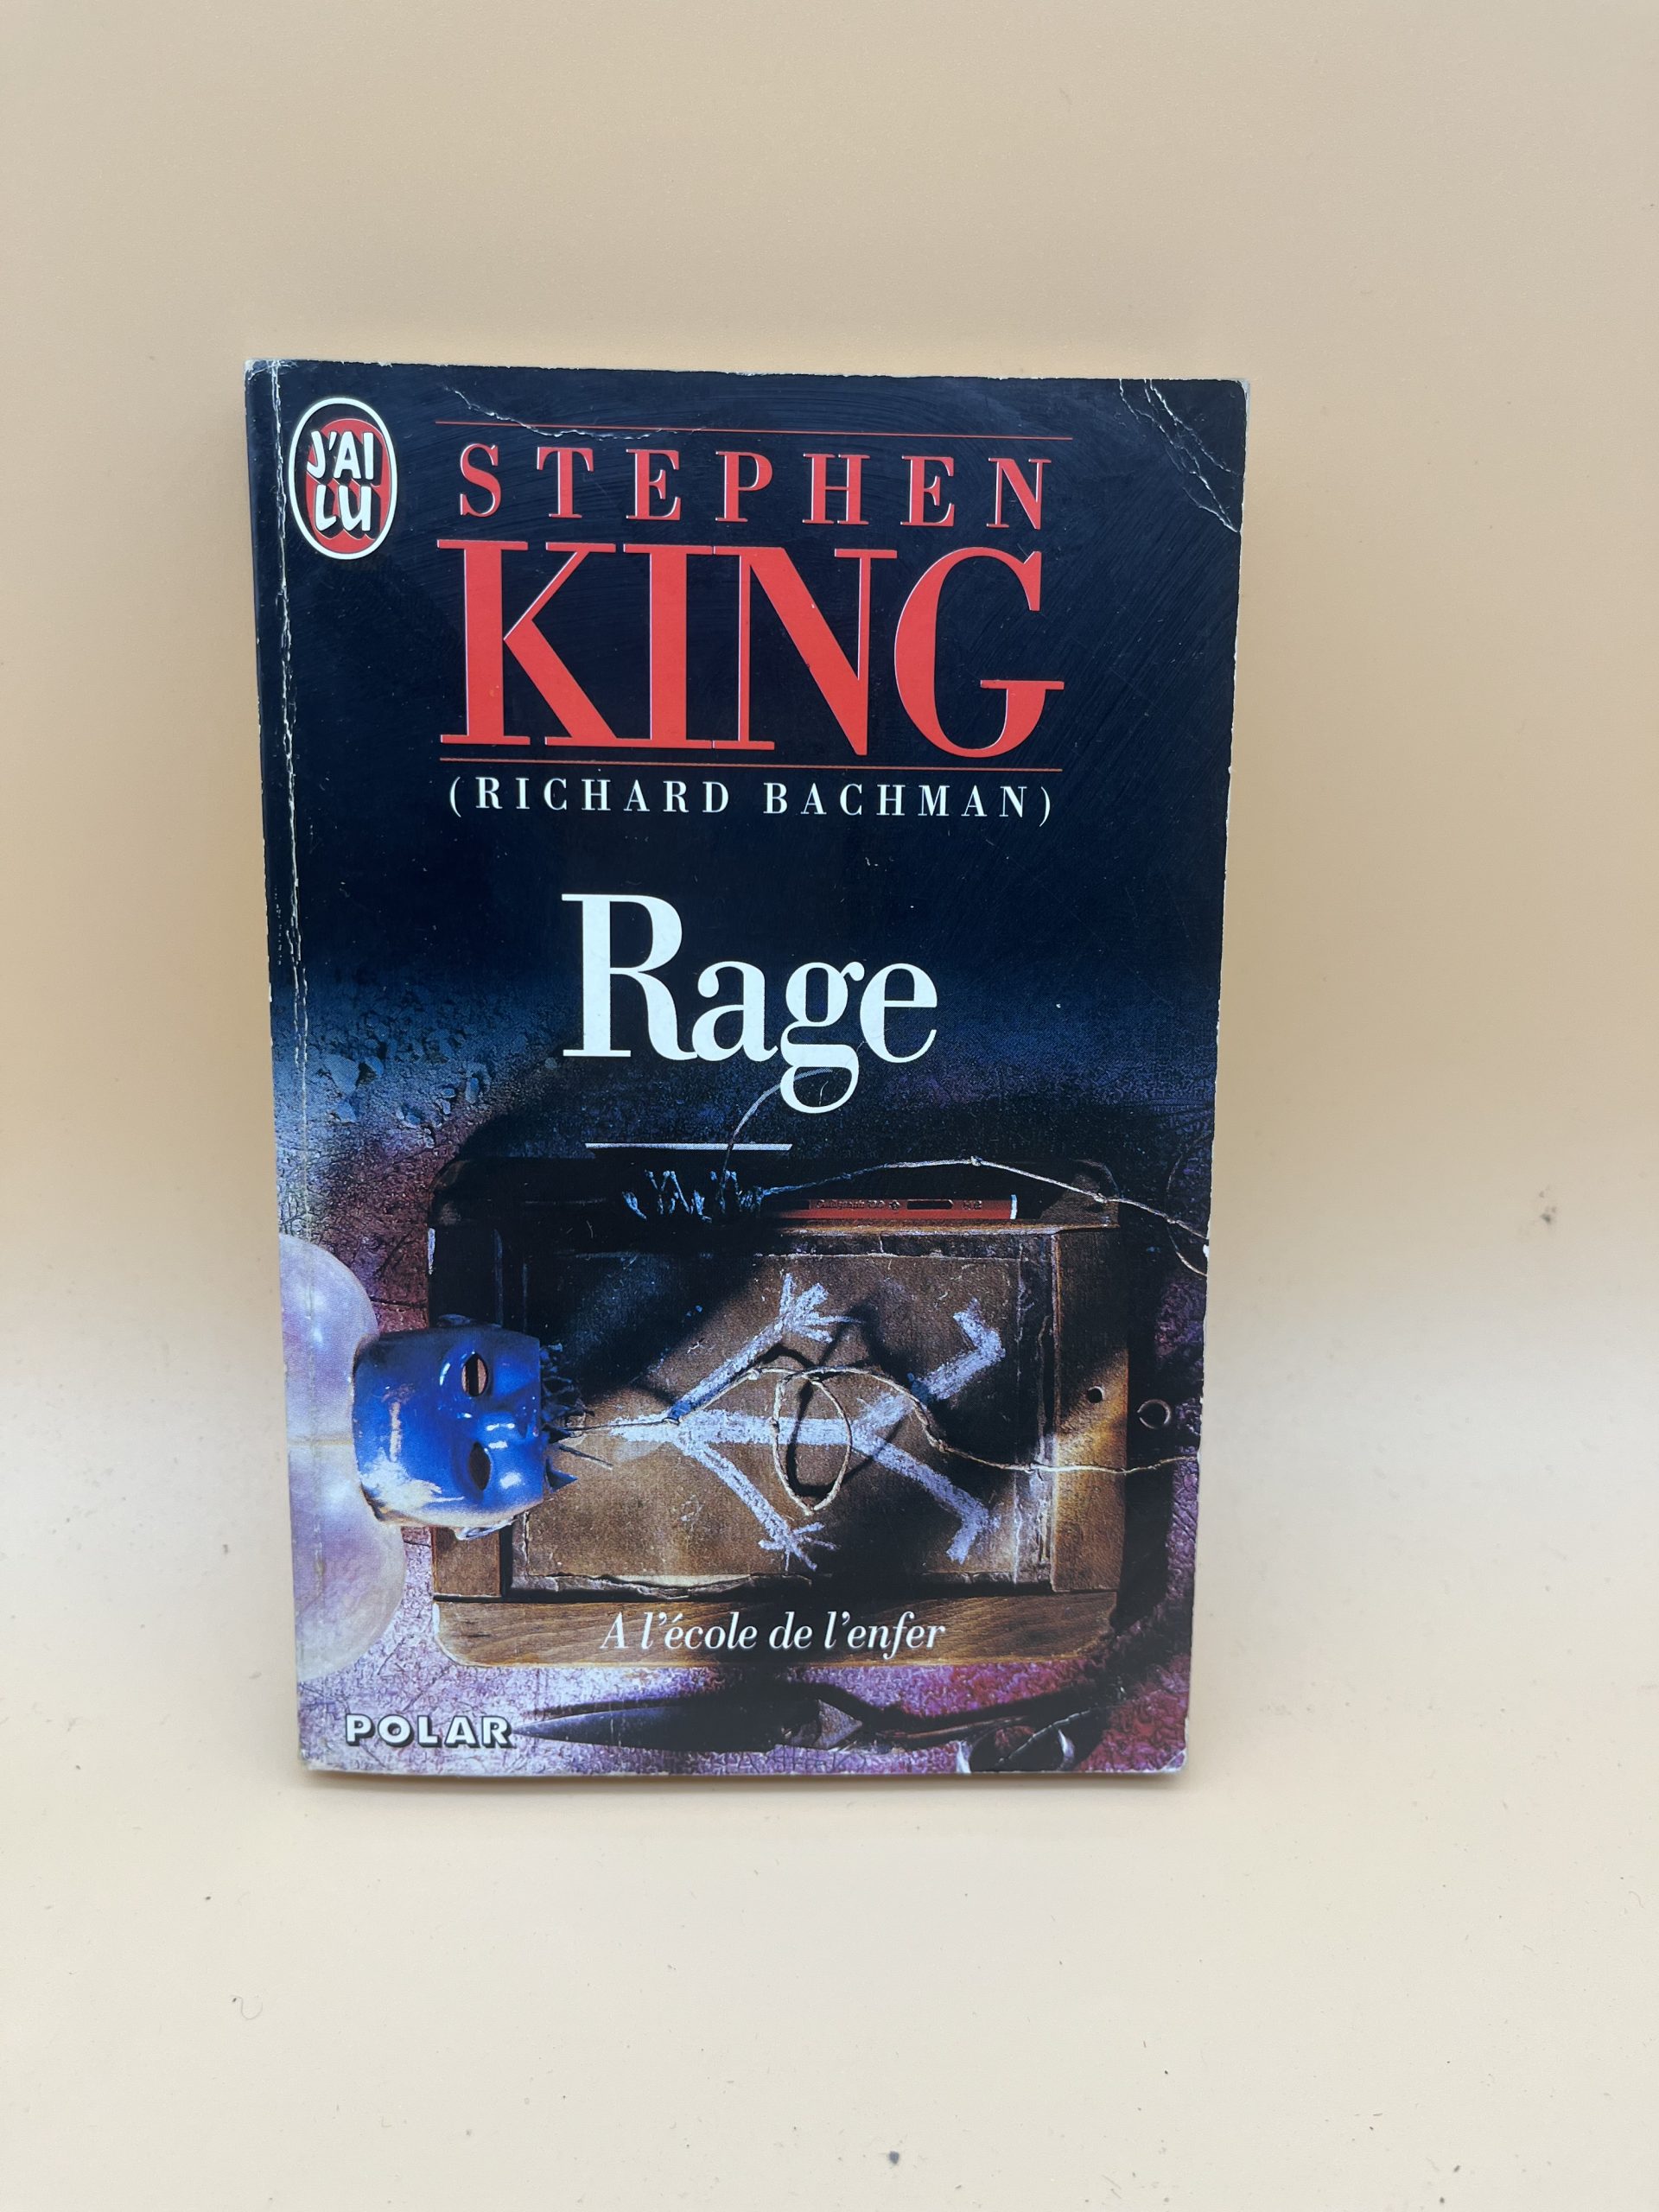 J'AI
LU
STEPHEN
KING
(RICHARD BACHMAN)
Rage
A l'école de l'enfer
POLAR